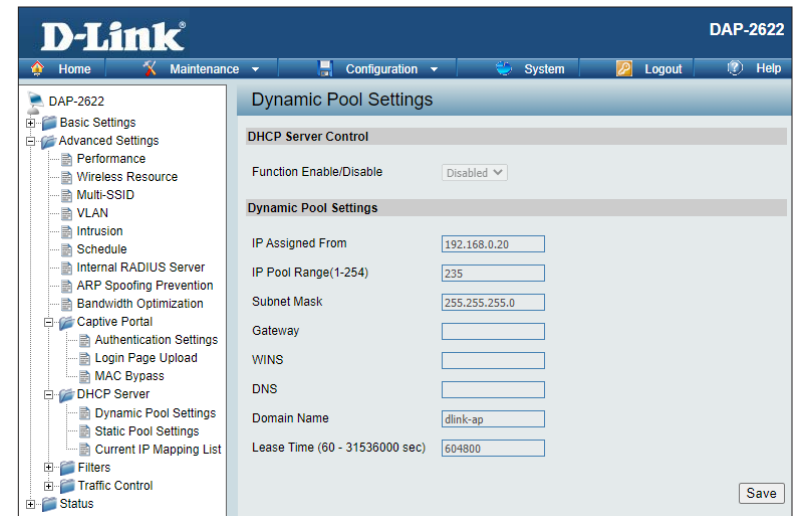 D-Link
DAP-2622
Home Maintenance Configuration System Logout Help
DAP-2622
Basic Settings
Advanced Settings
Performance
Wireless Resource
Multi-SSID
VLAN
Intrusion
Schedule
Internal RADIUS Server
ARP Spoofing Prevention
Bandwidth Optimization
Captive Portal
Authentication Settings
Login Page Upload
MAC Bypass
DHCP Server
Dynamic Pool Settings
Static Pool Settings
Current IP Mapping List
Filters
Traffic Control
Status
Dynamic Pool Settings
DHCP Server Control
Function Enable/Disable Disabled
Dynamic Pool Settings
IP Assigned From 192.168.0.20
IP Pool Range(1-254) 235
Subnet Mask 255.255.255.0
Gateway
WINS
DNS
Domain Name dlink-ap
Lease Time (60 - 31536000 sec) 604800
Save